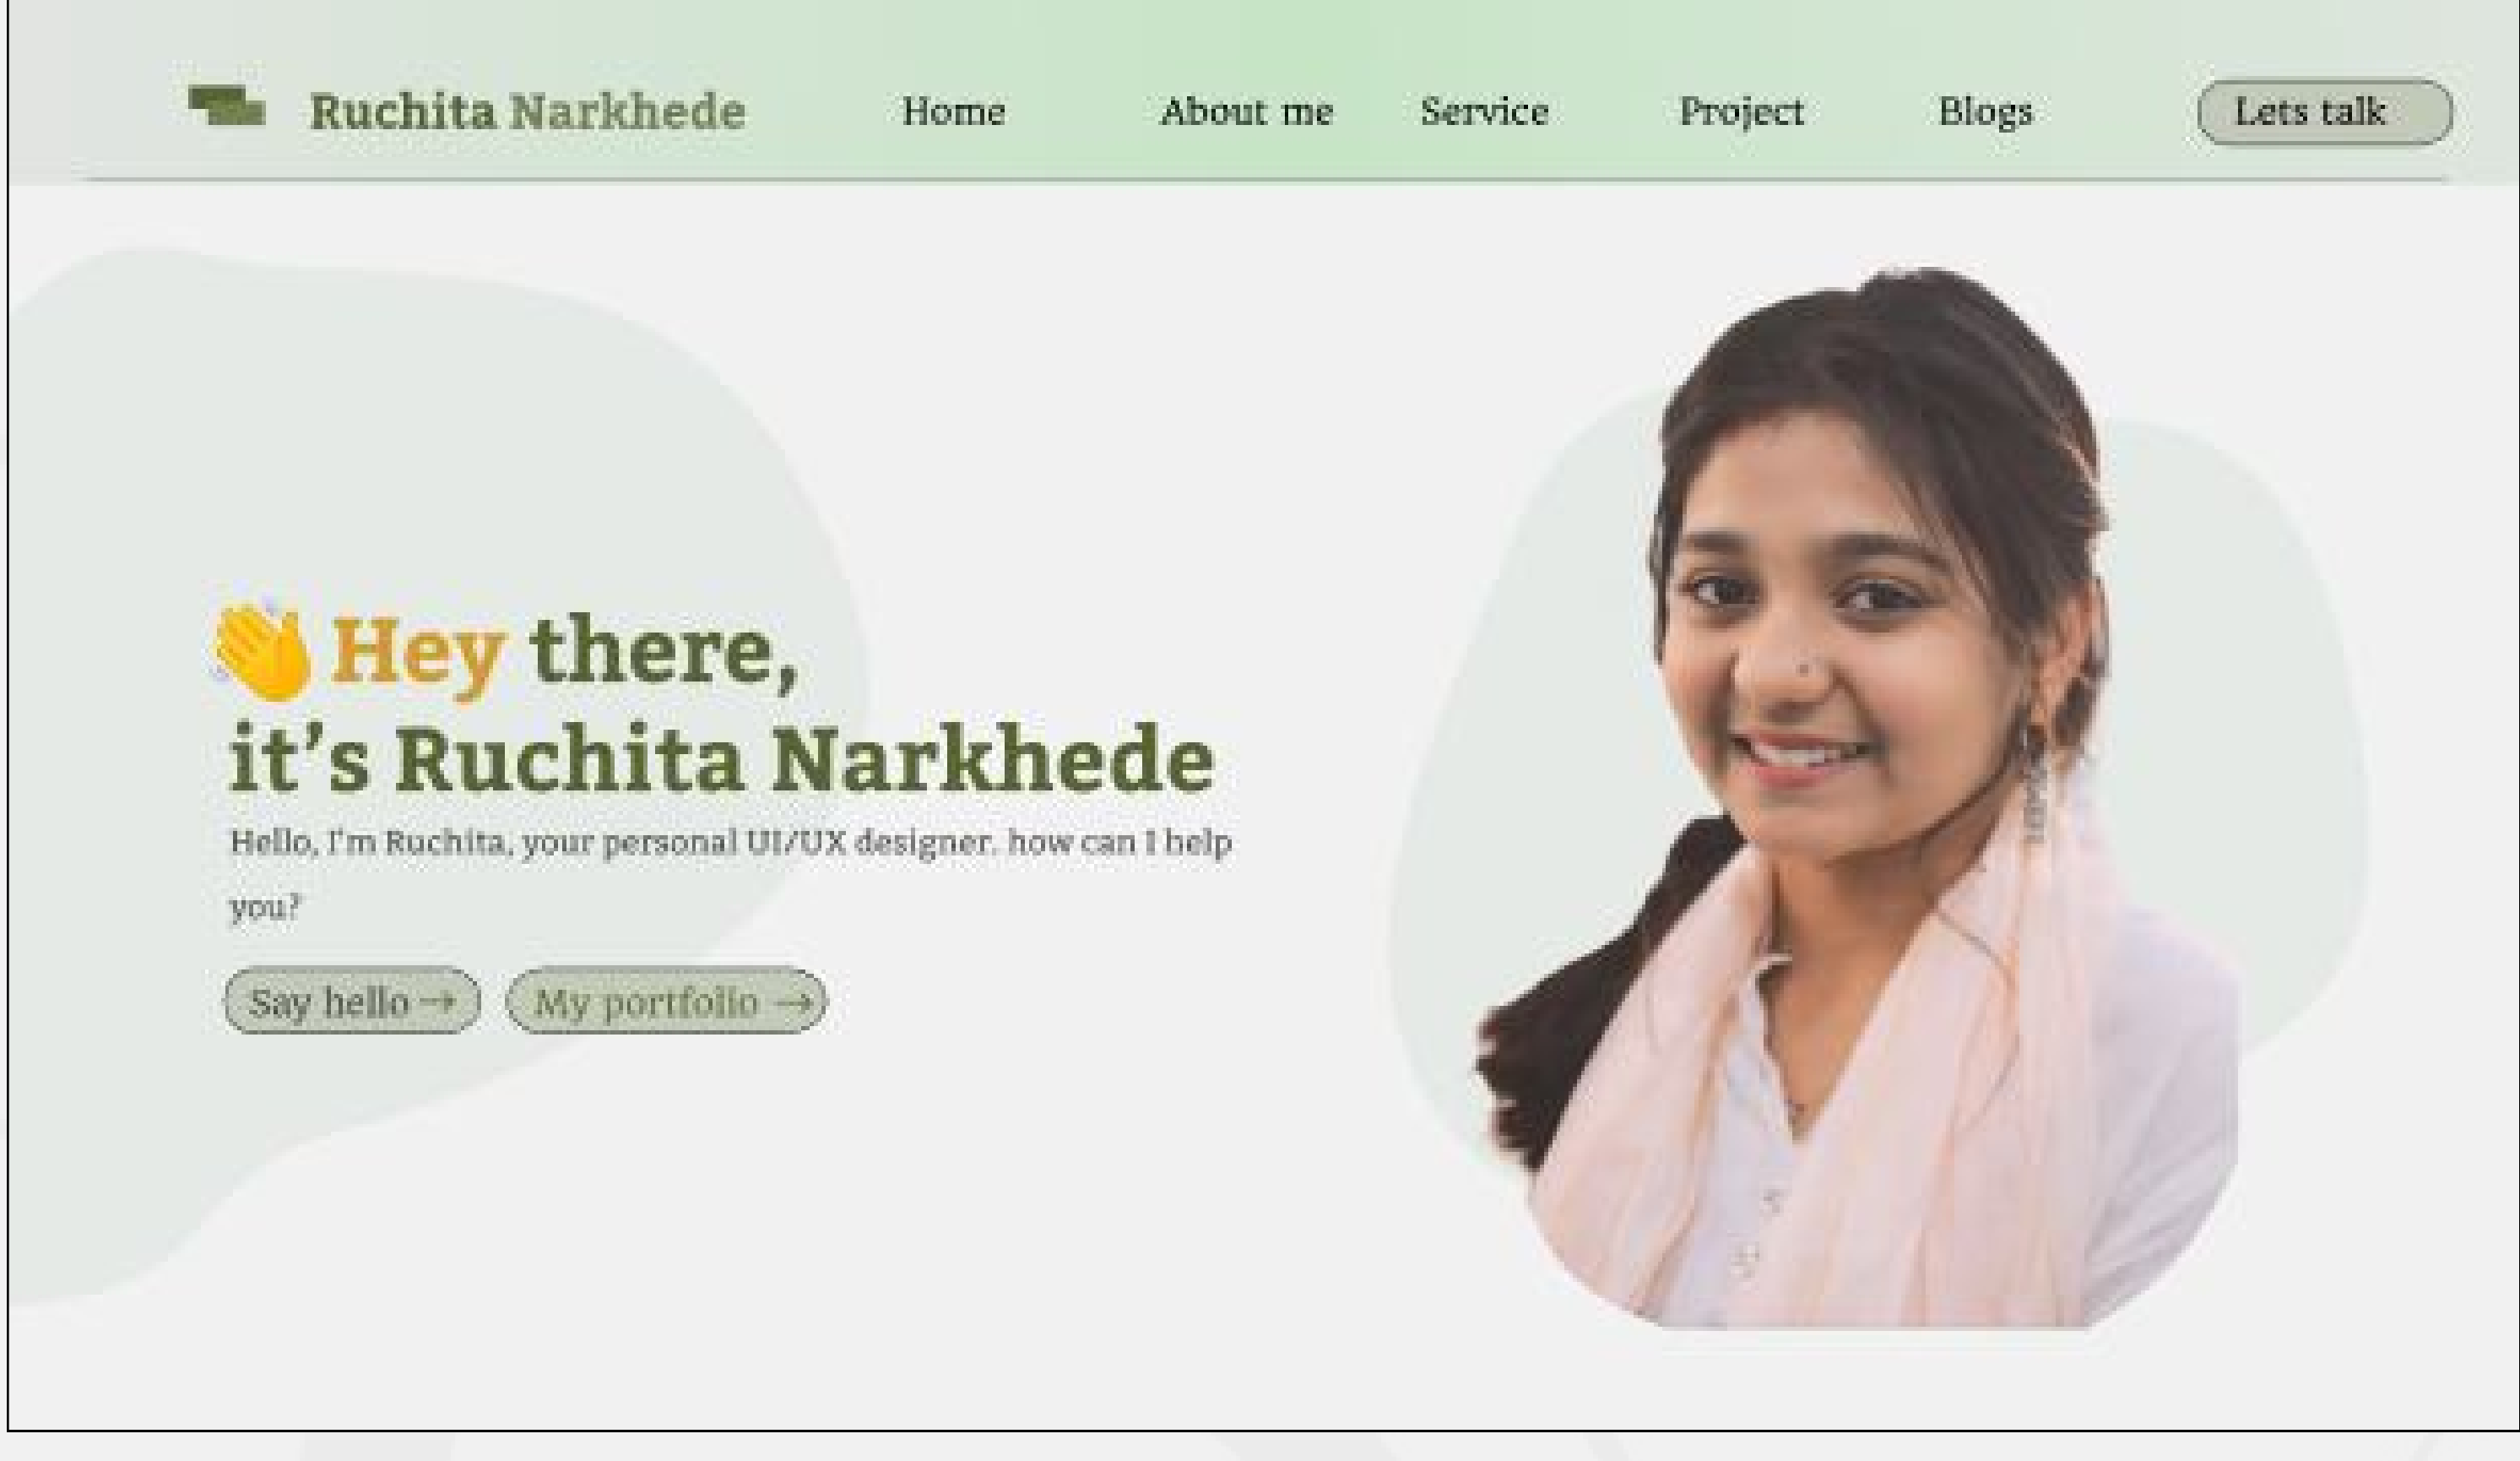 Ruchita Narkhede Home About me Service Project Blogs Lets talk
👋 Hey there,
it’s Ruchita Narkhede
Hello, I'm Ruchita, your personal UI/UX designer. how can I help
you?
Say hello → My portfolio →